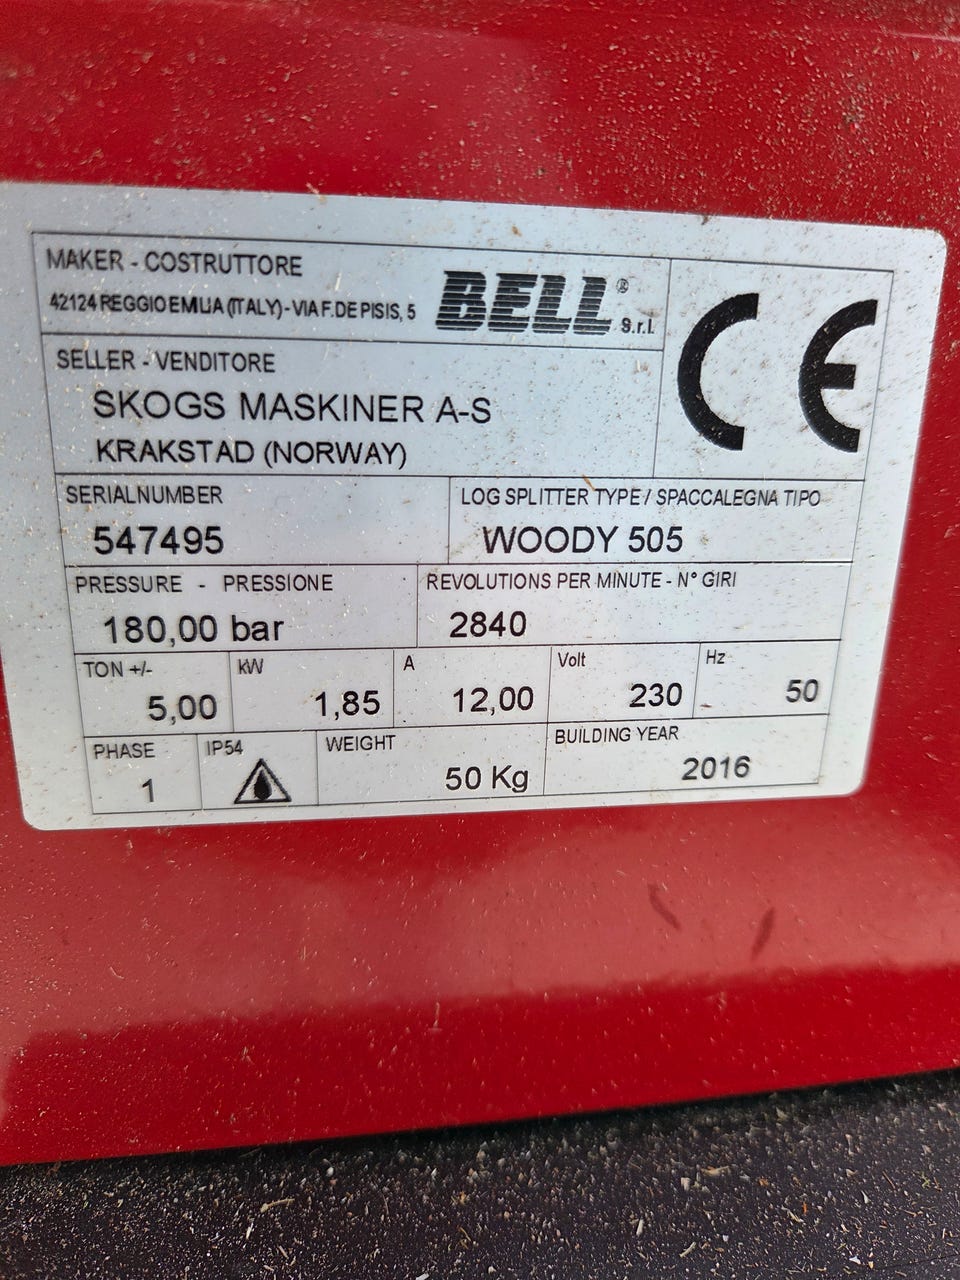 MAKER - COSTRUTTORE
42124 REGGIO EMILIA (ITALY) - VIA F. DE PISIS, 5
BELL® S.r.l.
CE
SELLER - VENDITORE
SKOGS MASKINER A-S
KRAKSTAD (NORWAY)
SERIALNUMBER
547495
LOG SPLITTER TYPE / SPACCALEGNA TIPO
WOODY 505
PRESSURE - PRESSIONE
180,00 bar
REVOLUTIONS PER MINUTE - N° GIRI
2840
TON +/-
5,00
kW
1,85
A
12,00
Volt
230
Hz
50
PHASE
1
IP54
WEIGHT
50 Kg
BUILDING YEAR
2016